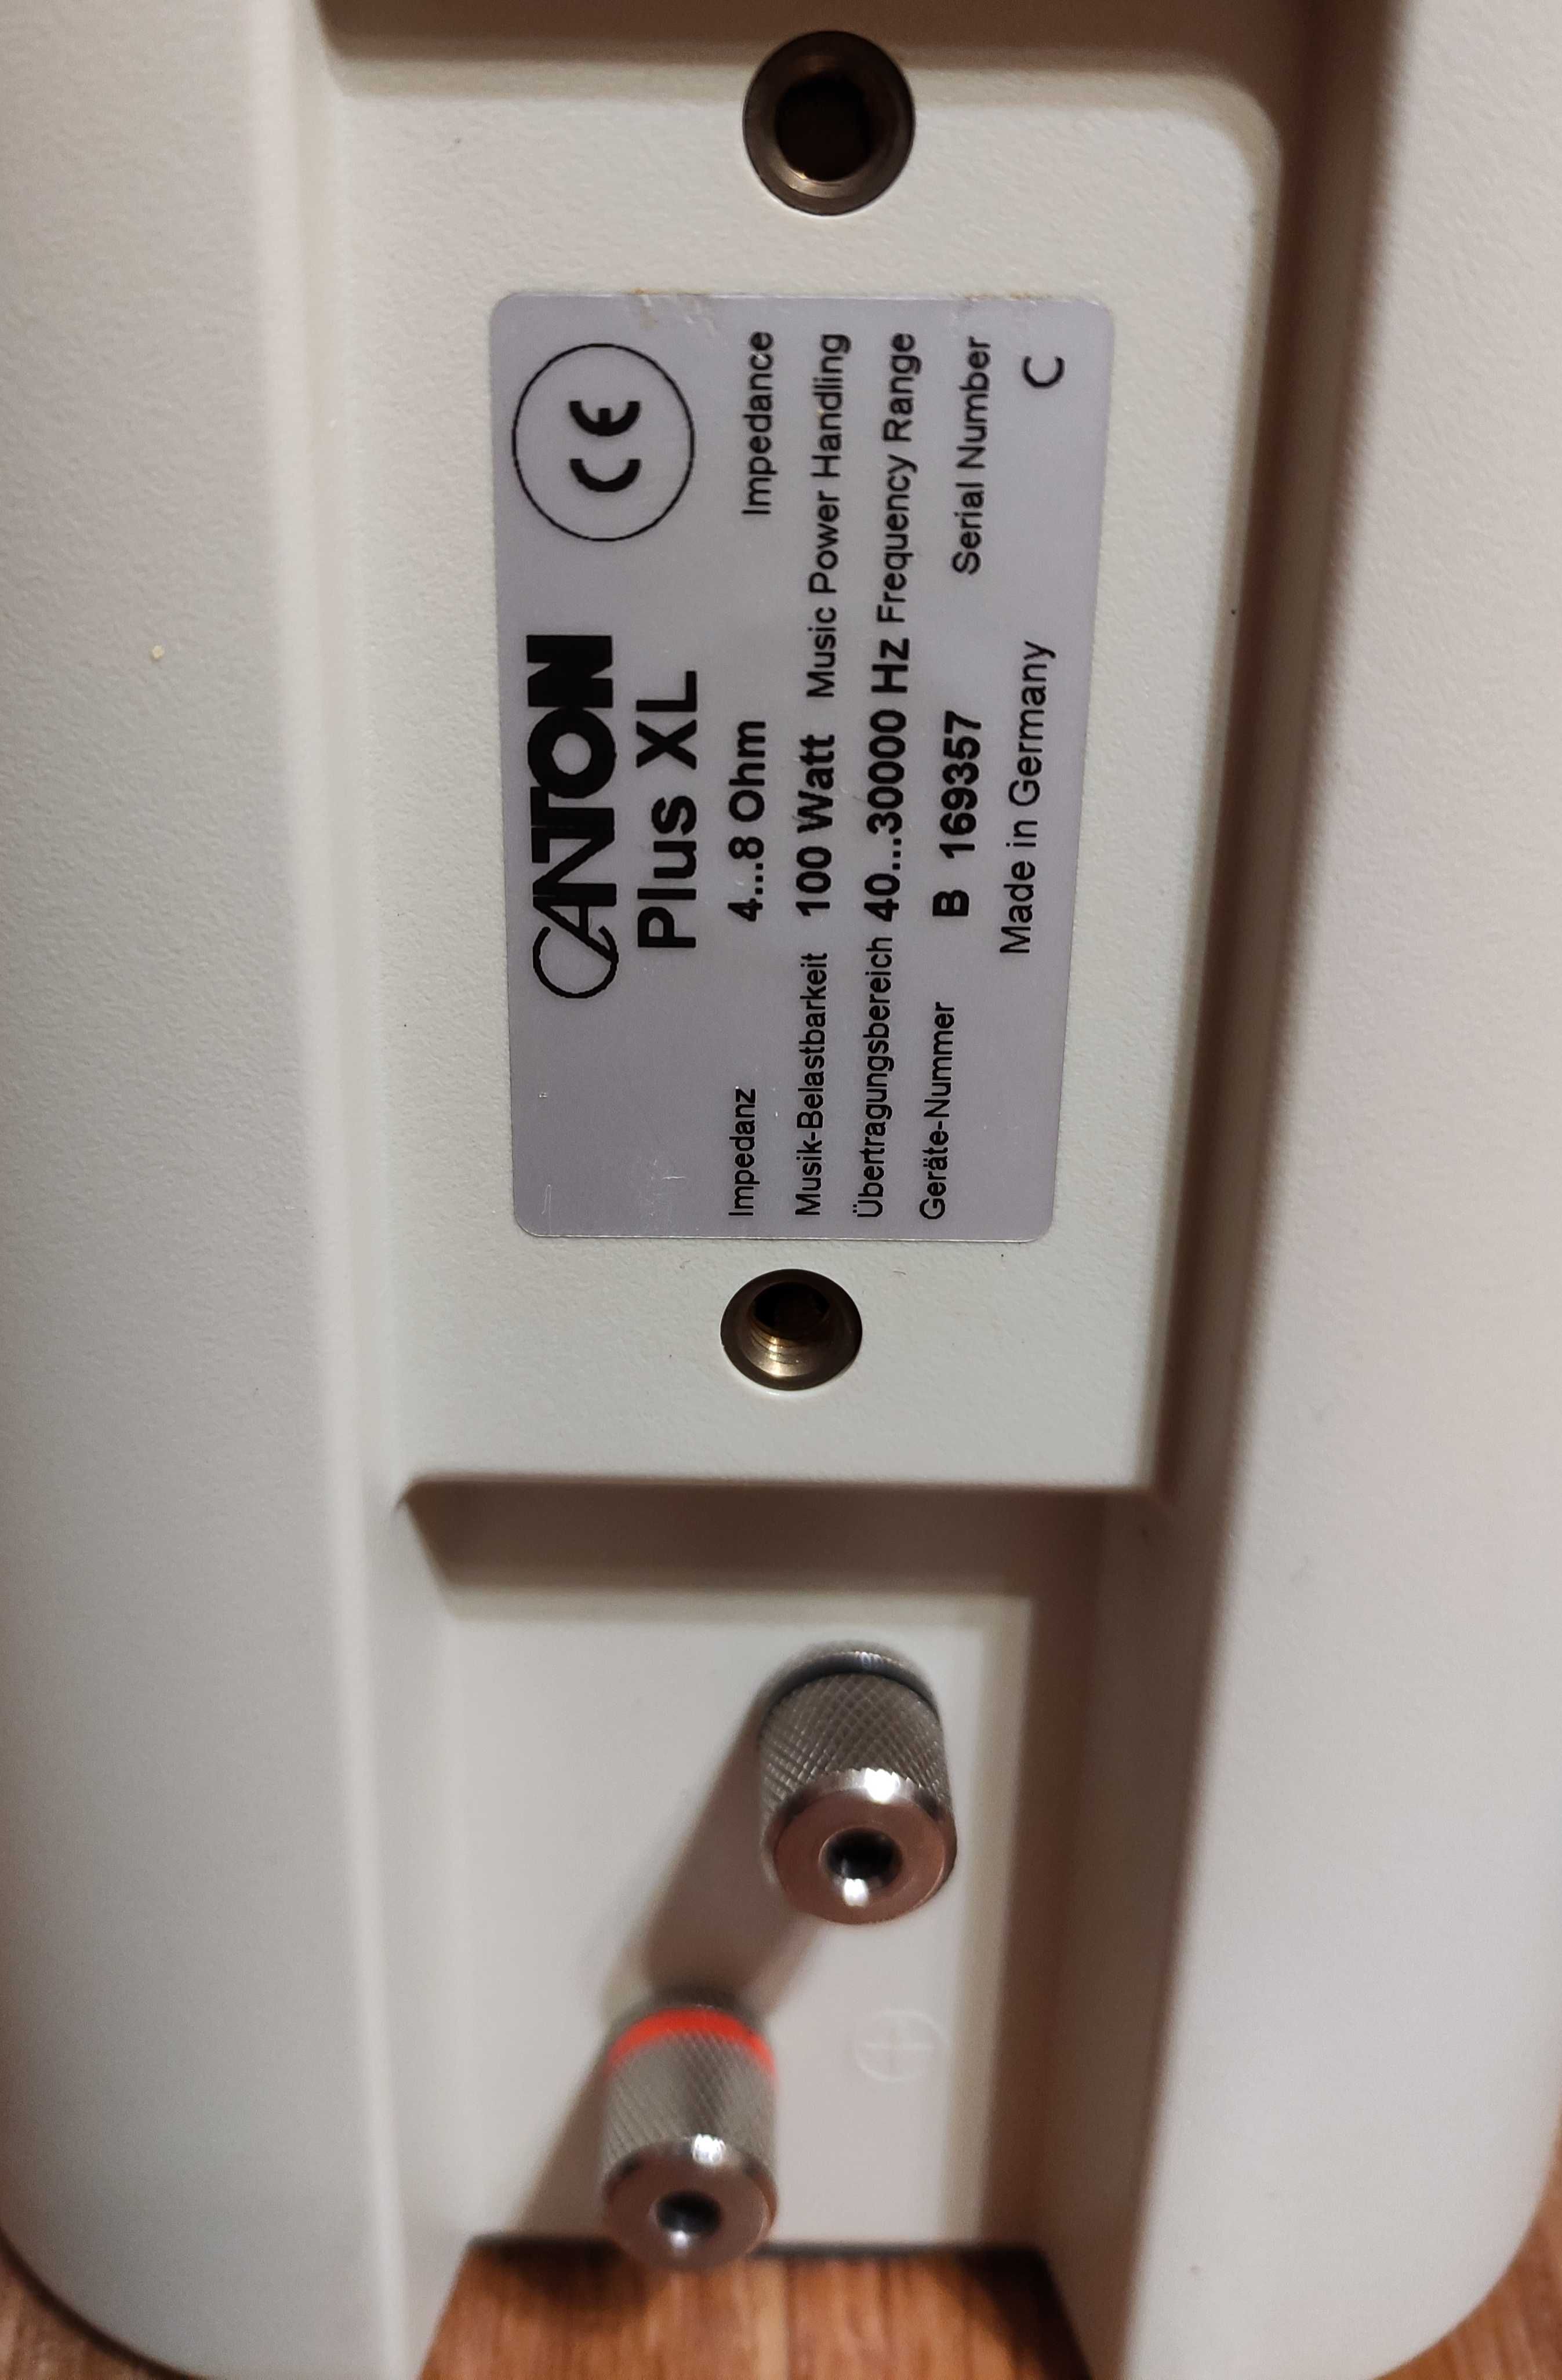 CANTON CE
Plus XL
Impedanz 4...8 Ohm Impedance
Musik-Belastbarkeit 100 Watt Music Power Handling
Übertragungsbereich 40...30000 Hz Frequency Range
Geräte-Nummer B 169357 Serial Number
Made in Germany C